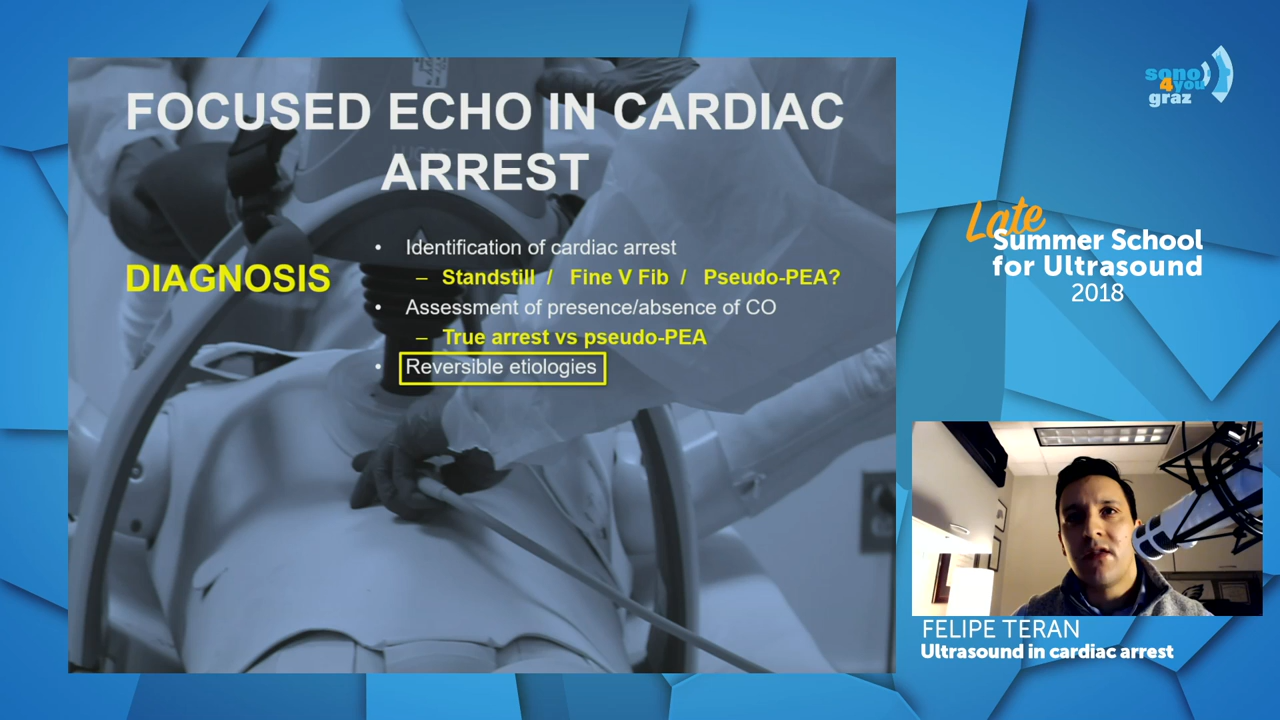 FOCUSED ECHO IN CARDIAC
ARREST
DIAGNOSIS
• Identification of cardiac arrest
– Standstill / Fine V Fib / Pseudo-PEA?
• Assessment of presence/absence of CO
– True arrest vs pseudo-PEA
• Reversible etiologies
sono
4you
graz
Late
Summer School
for Ultrasound
2018
FELIPE TERAN
Ultrasound in cardiac arrest